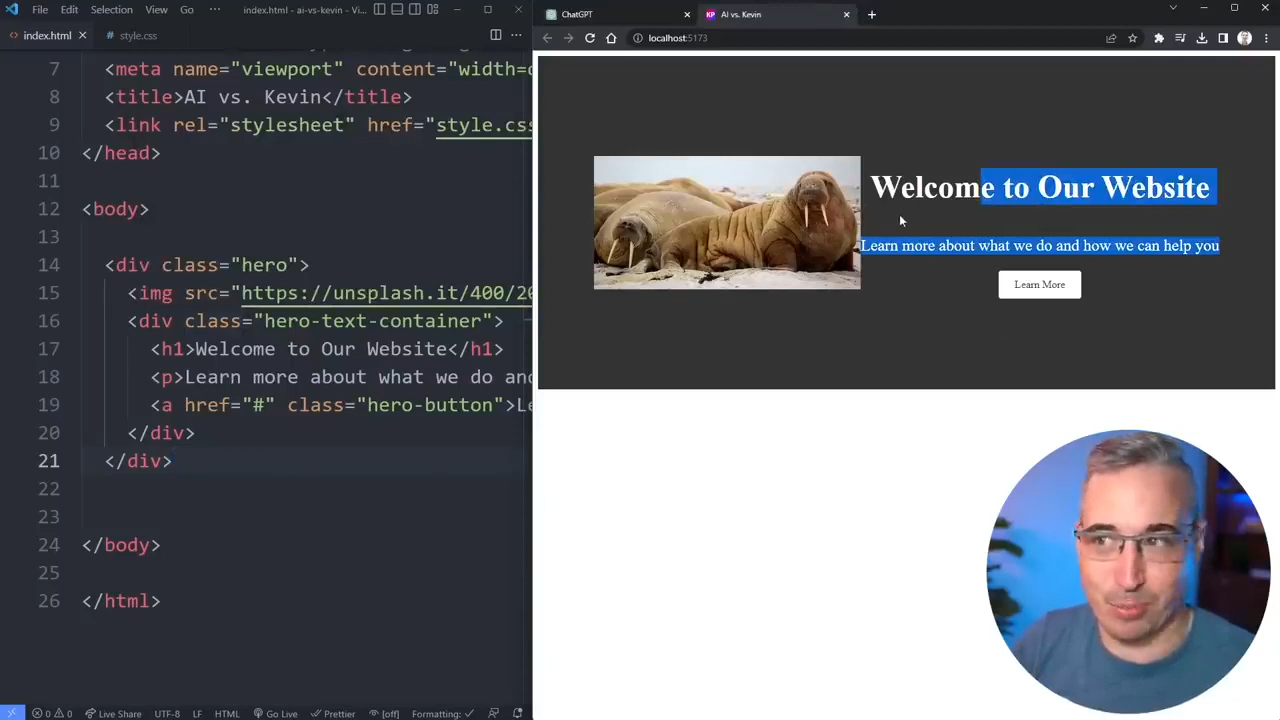 File Edit Selection View Go ··· index.html - ai-vs-kevin - Vi...
index.html
style.css
7 <meta name="viewport" content="width=d
8 <title>AI vs. Kevin</title>
9 <link rel="stylesheet" href="style.css
10 </head>
11
12 <body>
13
14 <div class="hero">
15 <img src="https://unsplash.it/400/20
16 <div class="hero-text-container">
17 <h1>Welcome to Our Website</h1>
18 <p>Learn more about what we do and
19 <a href="#" class="hero-button">Le
20 </div>
21 </div>
22
23
24 </body>
25
26 </html>
0 0 Live Share UTF-8 LF HTML Go Live Prettier [off] Formatting: ✓
ChatGPT
KP AI vs. Kevin
localhost:5173
Welcome to Our Website
Learn more about what we do and how we can help you
Learn More